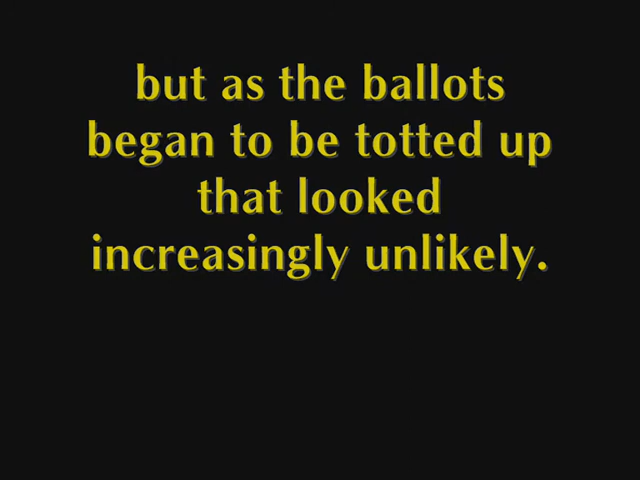 but as the ballots
began to be totted up
that looked
increasingly unlikely.